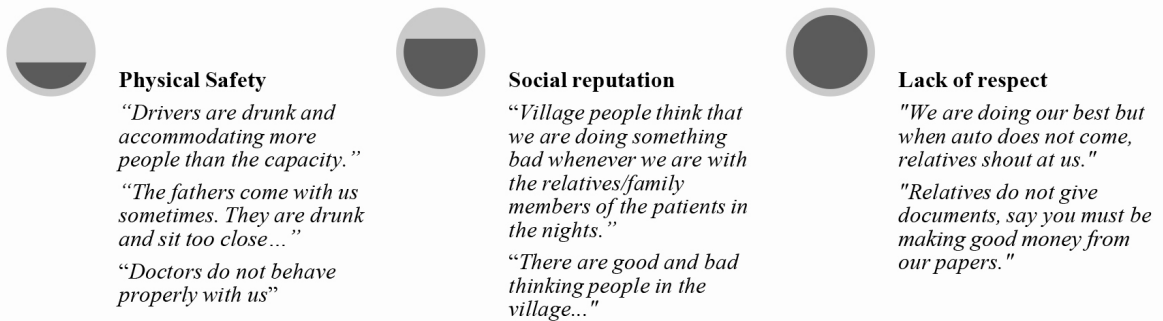 Physical Safety
“Drivers are drunk and
accommodating more
people than the capacity.”
“The fathers come with us
sometimes. They are drunk
and sit too close…”
“Doctors do not behave
properly with us”
Social reputation
“Village people think that
we are doing something
bad whenever we are with
the relatives/family
members of the patients in
the nights.”
“There are good and bad
thinking people in the
village..."
Lack of respect
"We are doing our best but
when auto does not come,
relatives shout at us."
"Relatives do not give
documents, say you must be
making good money from
our papers."